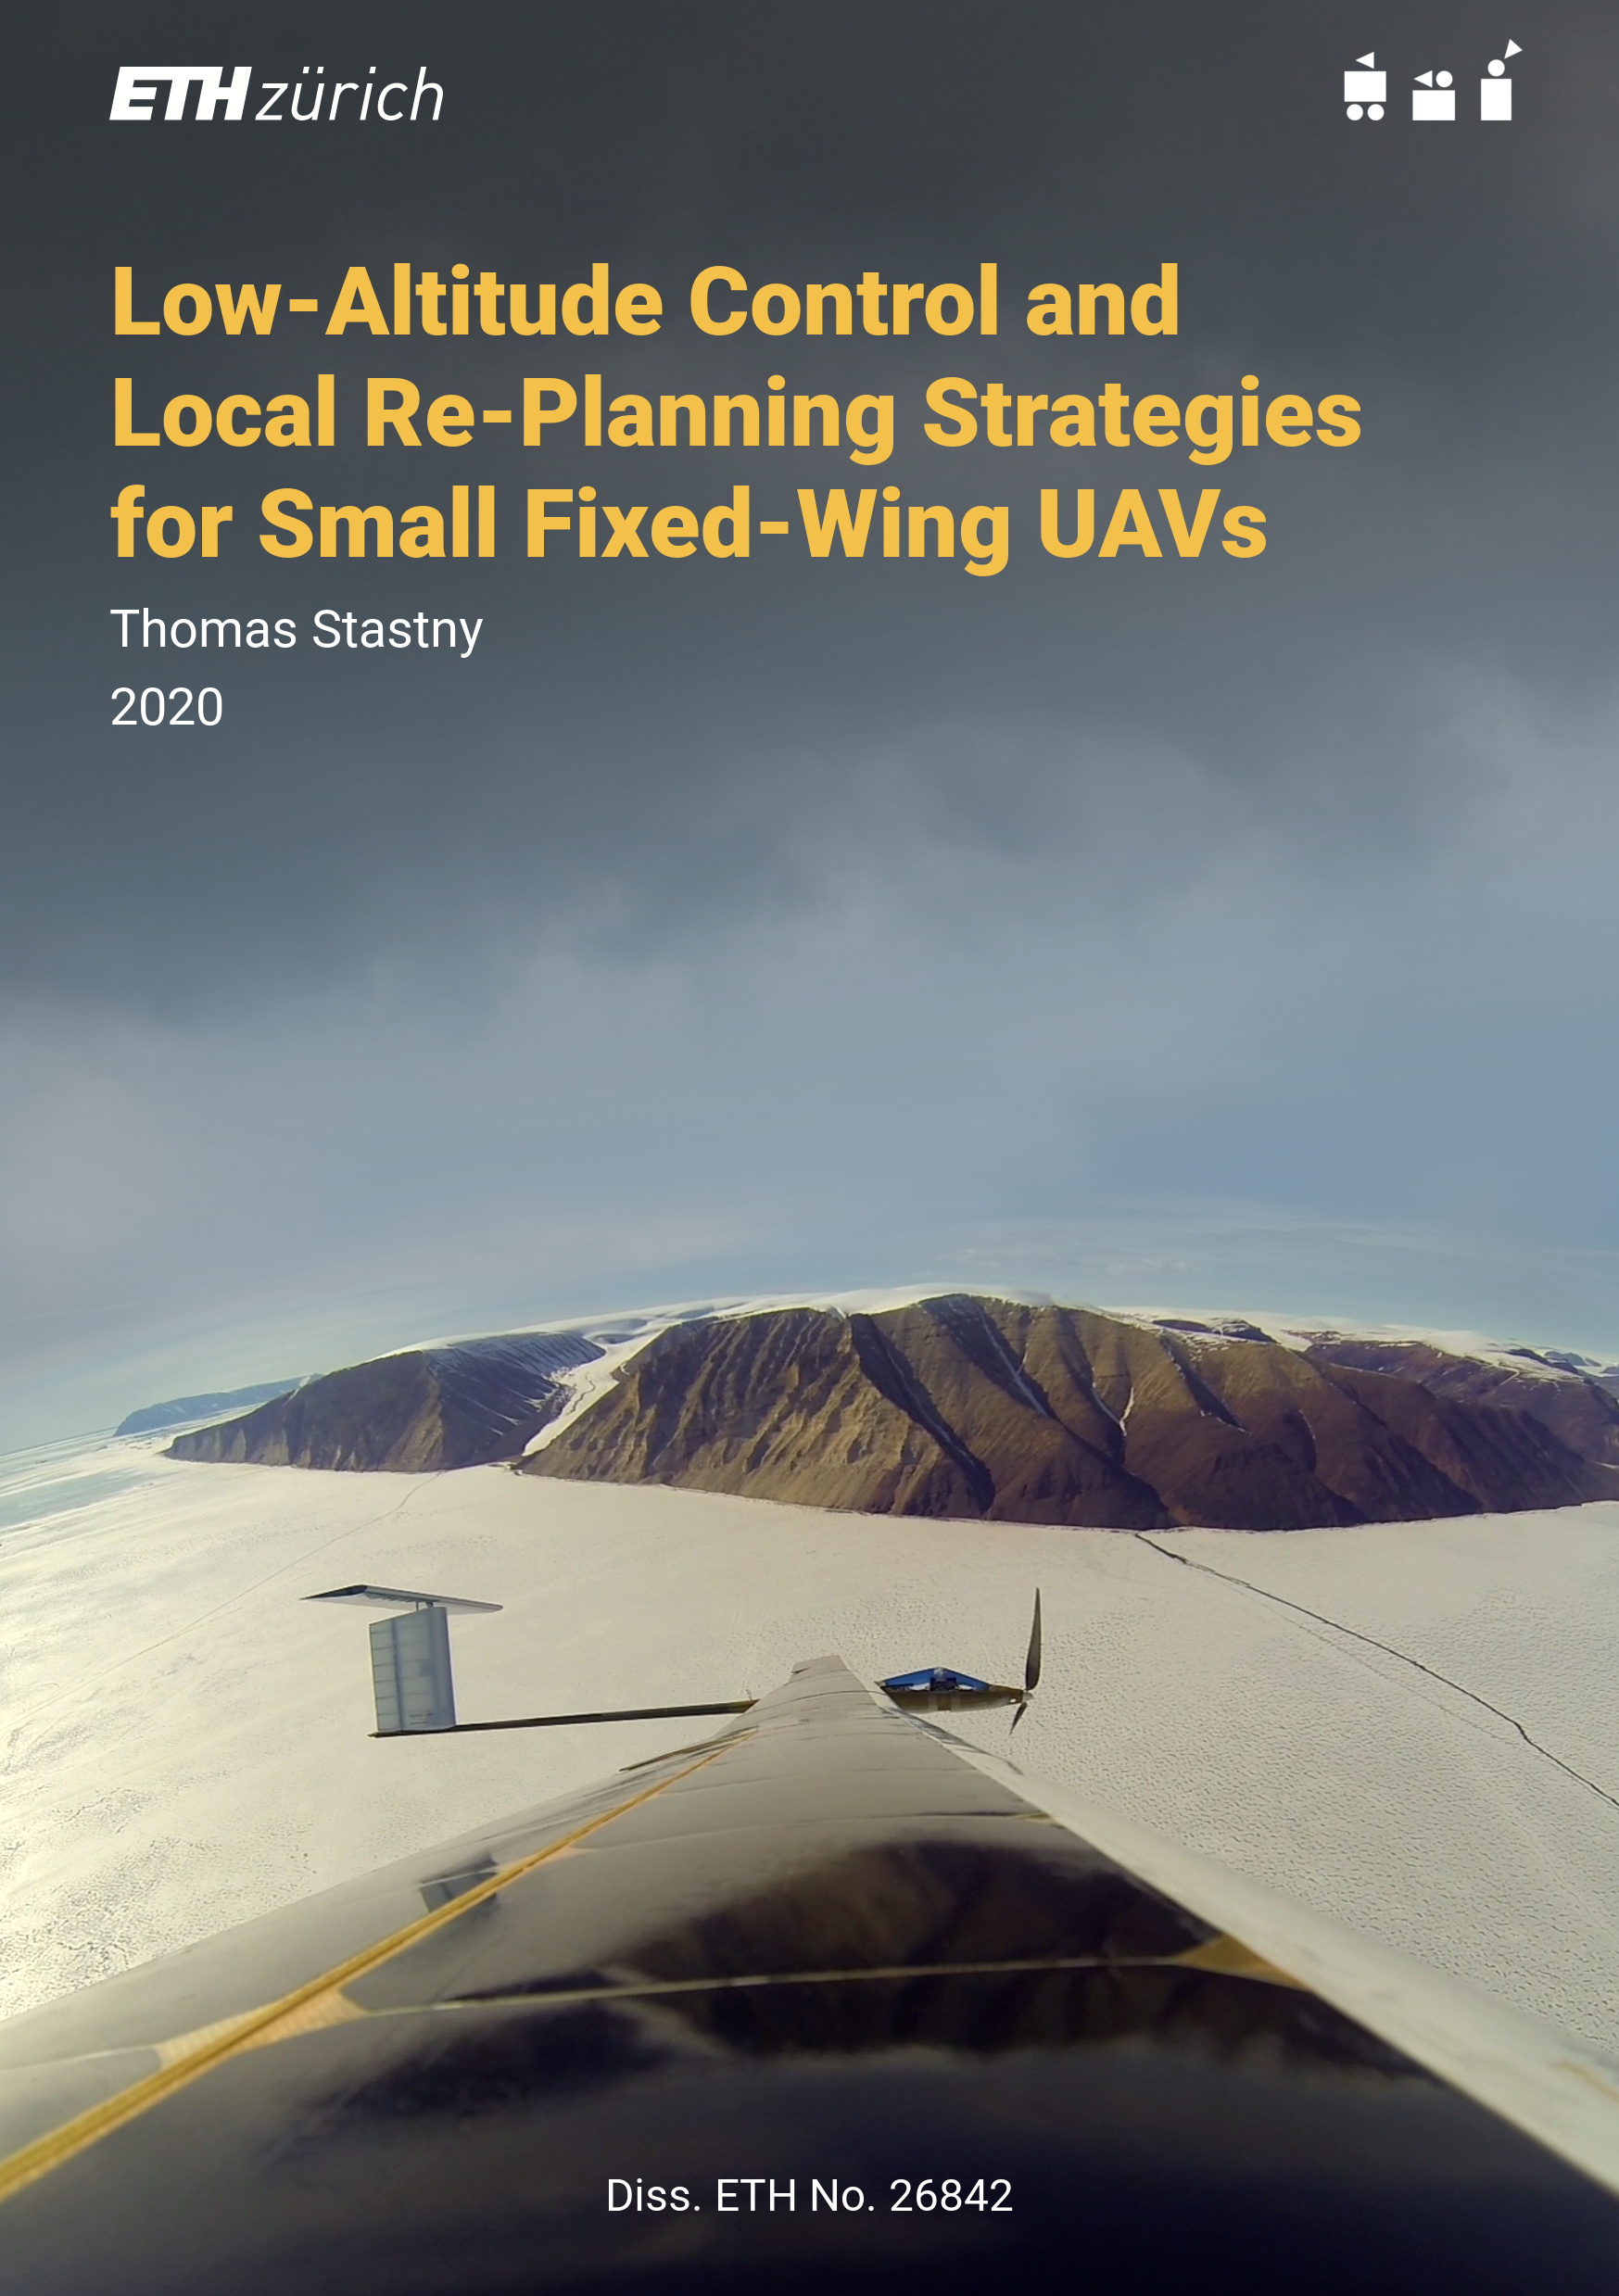 ETH zürich
Low-Altitude Control and
Local Re-Planning Strategies
for Small Fixed-Wing UAVs
Thomas Stastny
2020
Diss. ETH No. 26842